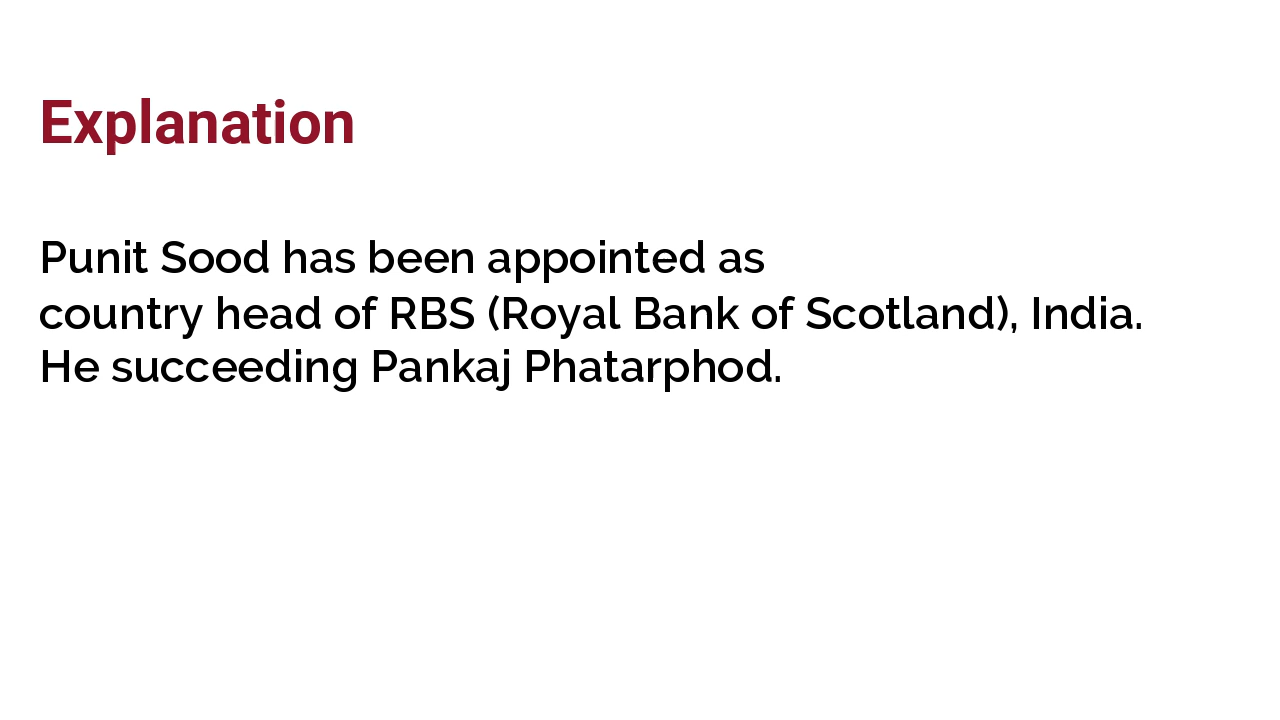 Explanation
Punit Sood has been appointed as
country head of RBS (Royal Bank of Scotland), India.
He succeeding Pankaj Phatarphod.